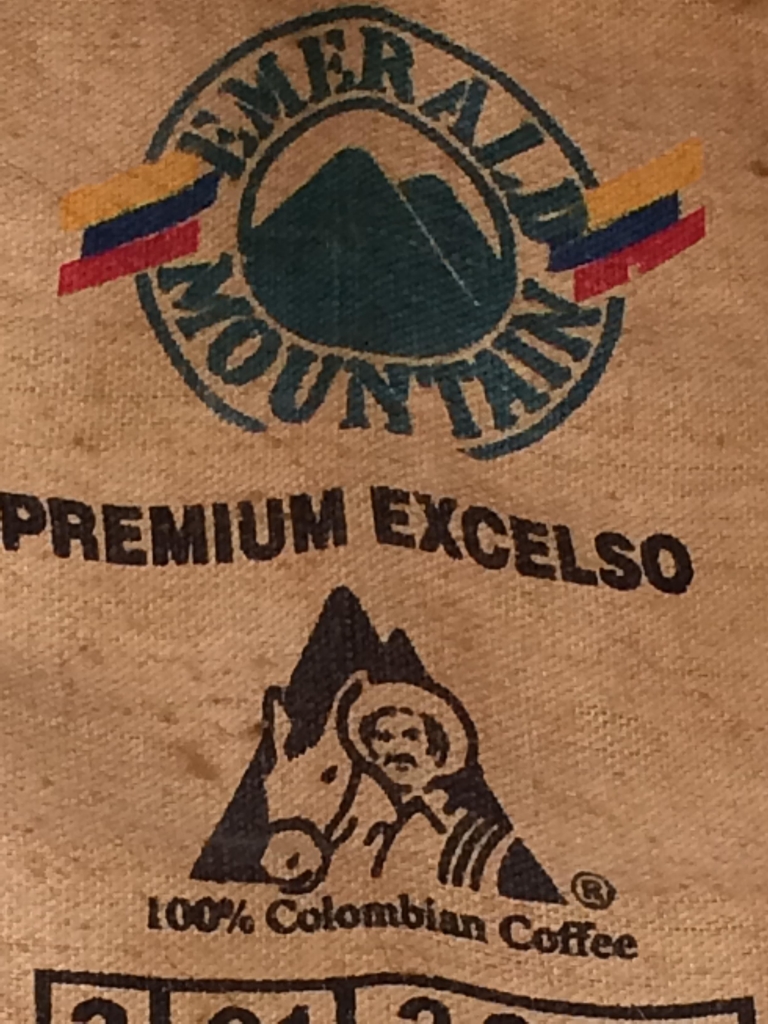 EMERALD
MOUNTAIN
PREMIUM EXCELSO
®
100% Colombian Coffee